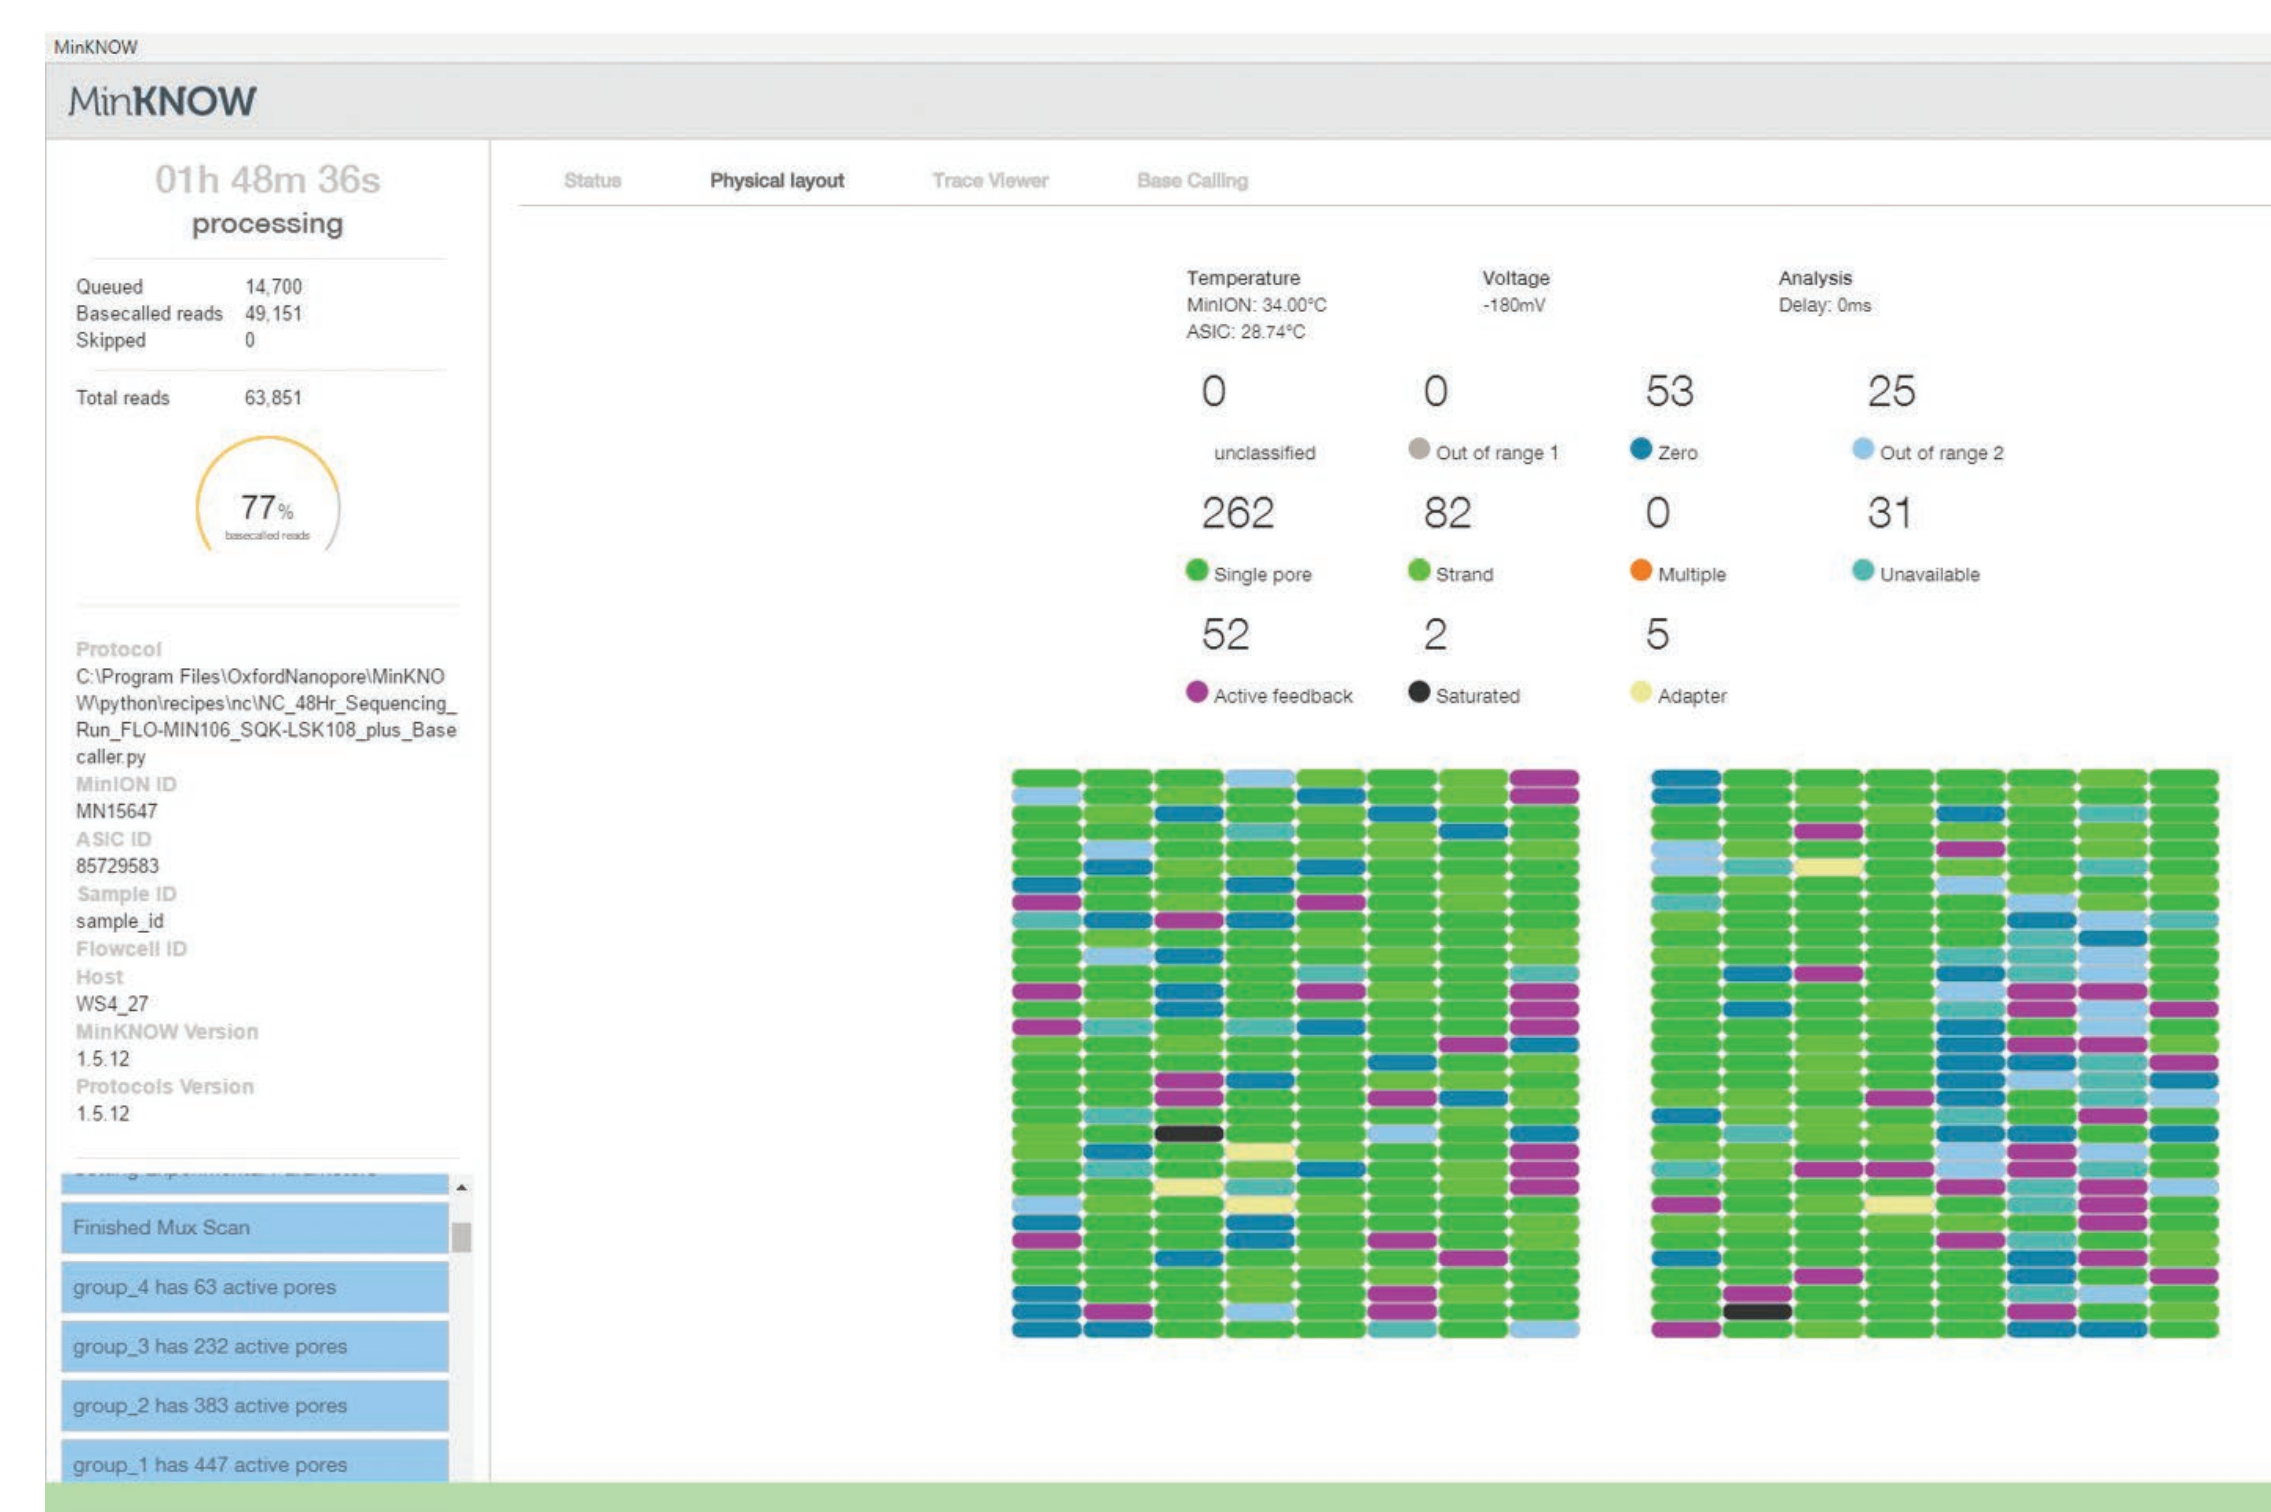 MinKNOW
MinKNOW
01h 48m 36s
processing
Queued 14,700
Basecalled reads 49,151
Skipped 0
Total reads 63,851
77%
basecalled reads
Protocol
C:\Program Files\OxfordNanopore\MinKNO
W\python\recipes\nc\NC_48Hr_Sequencing_
Run_FLO-MIN106_SQK-LSK108_plus_Base
caller.py
MinION ID
MN15647
ASIC ID
85729583
Sample ID
sample_id
Flowcell ID
Host
WS4_27
MinKNOW Version
1.5.12
Protocols Version
1.5.12
Finished Mux Scan
group_4 has 63 active pores
group_3 has 232 active pores
group_2 has 383 active pores
group_1 has 447 active pores
Status Physical layout Trace Viewer Base Calling
Temperature Voltage Analysis
MinION: 34.00°C -180mV Delay: 0ms
ASIC: 28.74°C
0 0 53 25
unclassified Out of range 1 Zero Out of range 2
262 82 0 31
Single pore Strand Multiple Unavailable
52 2 5
Active feedback Saturated Adapter